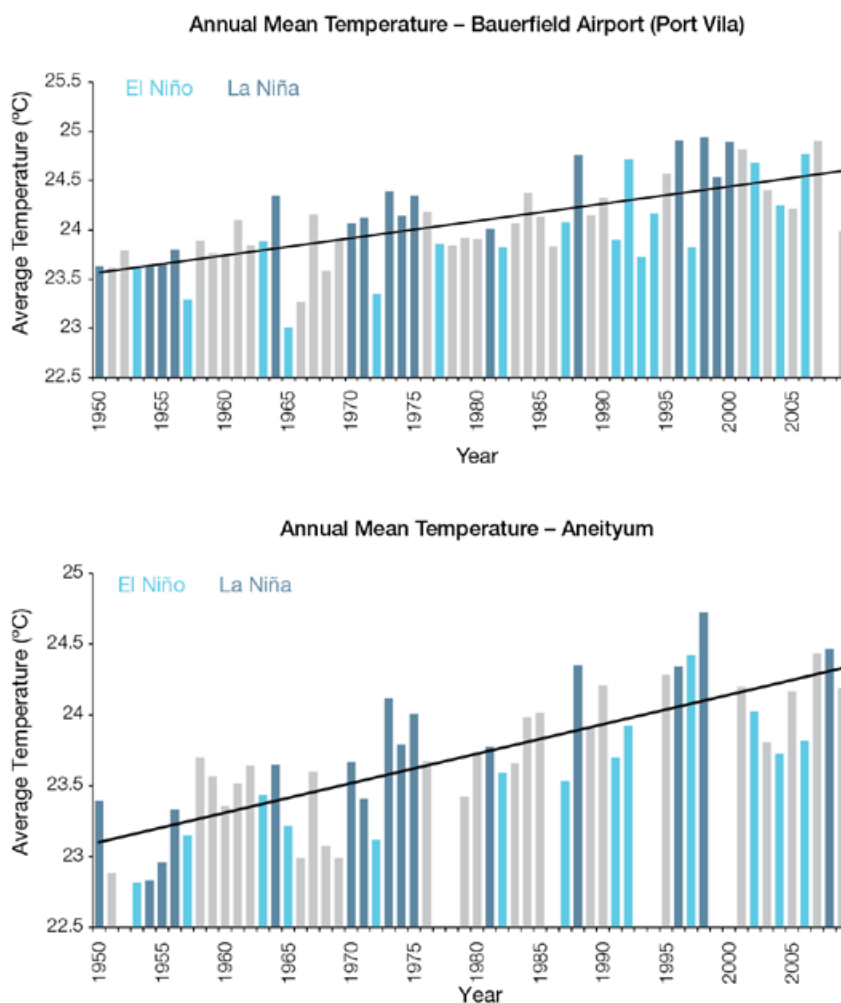 Annual Mean Temperature – Bauerfield Airport (Port Vila)
25.5
El Niño La Niña
25
24.5
24
23.5
23
22.5
Average Temperature (ºC)
1950 1955 1960 1965 1970 1975 1980 1985 1990 1995 2000 2005
Year
Annual Mean Temperature – Aneityum
25
El Niño La Niña
24.5
24
23.5
23
22.5
Average Temperature (ºC)
1950 1955 1960 1965 1970 1975 1980 1985 1990 1995 2000 2005
Year